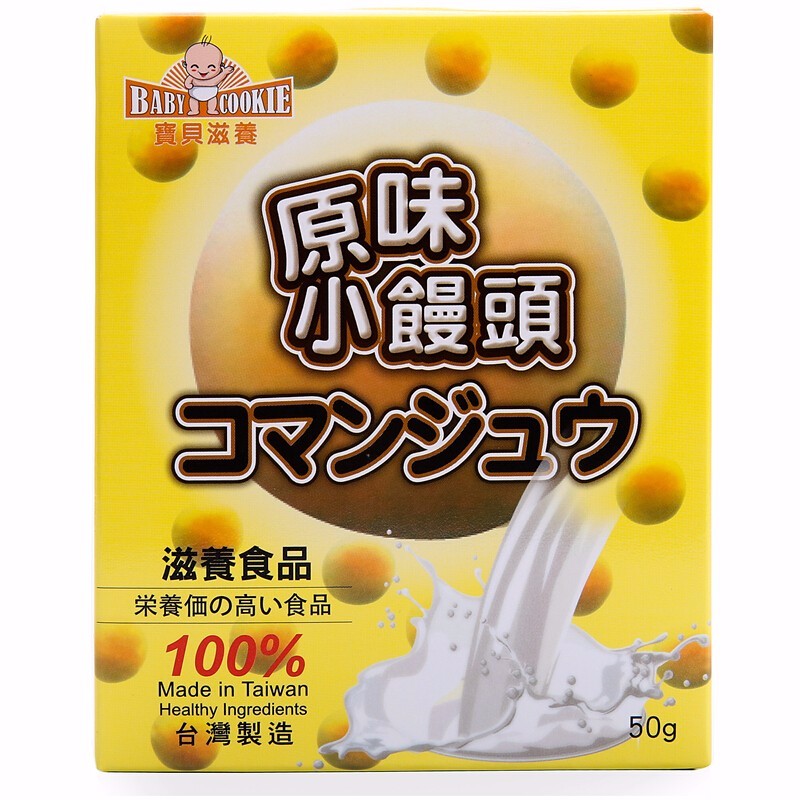 BABY COOKIE
寶貝滋養
原味
小饅頭
コマンジュウ
滋養食品
栄養価の高い食品
100%
Made in Taiwan
Healthy Ingredients
台灣製造
50g